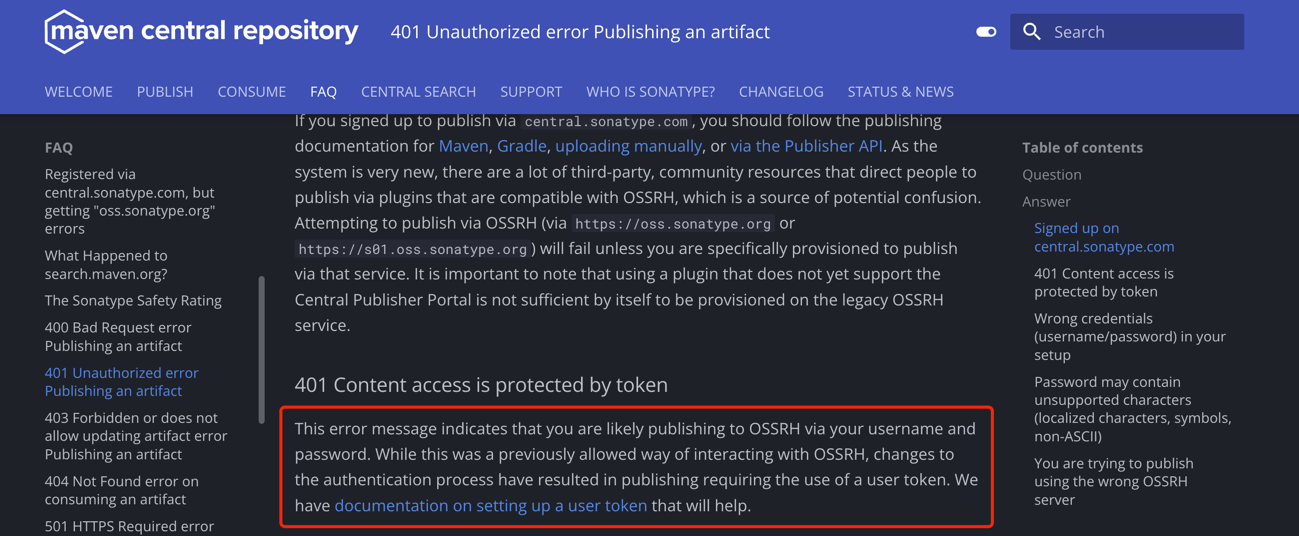 maven central repository
401 Unauthorized error Publishing an artifact
Search
WELCOME
PUBLISH
CONSUME
FAQ
CENTRAL SEARCH
SUPPORT
WHO IS SONATYPE?
CHANGELOG
STATUS & NEWS
FAQ
Registered via
central.sonatype.com, but
getting "oss.sonatype.org"
errors
What Happened to
search.maven.org?
The Sonatype Safety Rating
400 Bad Request error
Publishing an artifact
401 Unauthorized error
Publishing an artifact
403 Forbidden or does not
allow updating artifact error
Publishing an artifact
404 Not Found error on
consuming an artifact
501 HTTPS Required error
If you signed up to publish via central.sonatype.com, you should follow the publishing
documentation for Maven, Gradle, uploading manually, or via the Publisher API. As the
system is very new, there are a lot of third-party, community resources that direct people to
publish via plugins that are compatible with OSSRH, which is a source of potential confusion.
Attempting to publish via OSSRH (via https://oss.sonatype.org or
https://s01.oss.sonatype.org) will fail unless you are specifically provisioned to publish
via that service. It is important to note that using a plugin that does not yet support the
Central Publisher Portal is not sufficient by itself to be provisioned on the legacy OSSRH
service.
401 Content access is protected by token
This error message indicates that you are likely publishing to OSSRH via your username and
password. While this was a previously allowed way of interacting with OSSRH, changes to
the authentication process have resulted in publishing requiring the use of a user token. We
have documentation on setting up a user token that will help.
Table of contents
Question
Answer
Signed up on
central.sonatype.com
401 Content access is
protected by token
Wrong credentials
(username/password) in your
setup
Password may contain
unsupported characters
(localized characters, symbols,
non-ASCII)
You are trying to publish
using the wrong OSSRH
server